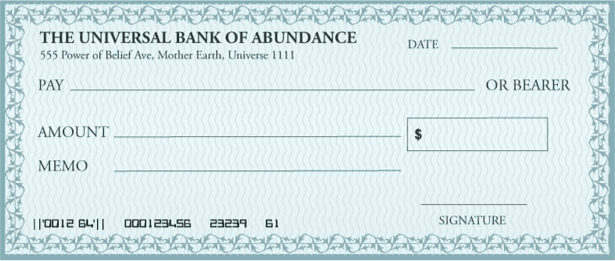 THE UNIVERSAL BANK OF ABUNDANCE
555 Power of Belief Ave, Mother Earth, Universe 1111
DATE
PAY OR BEARER
AMOUNT $
MEMO
||'0012 64'|| 000123456 23239 61
SIGNATURE